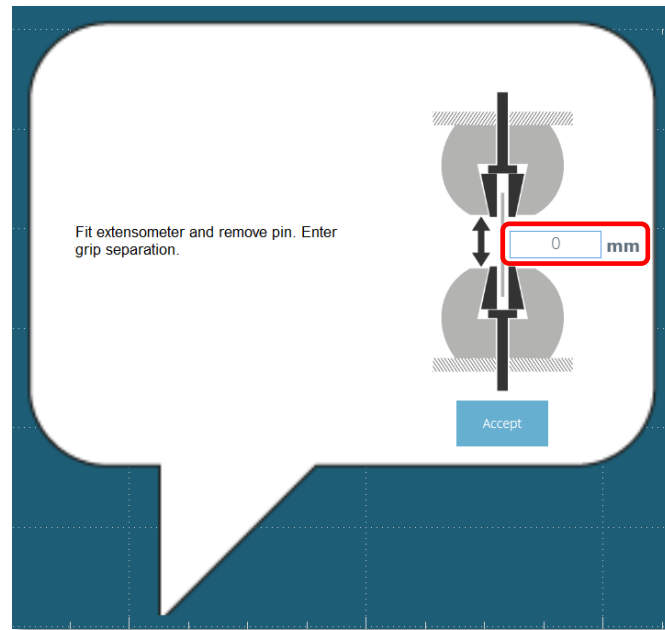 Fit extensometer and remove pin. Enter
grip separation.
0 mm
Accept